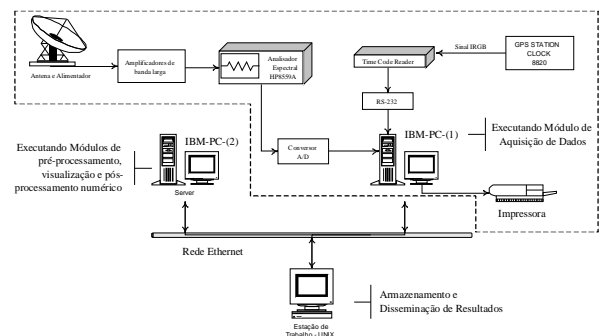 Antena e Alimentador
Amplificadores de
banda larga
Analisador
Espectral
HP8559A
Time Code Reader
Sinal IRGB
GPS STATION
CLOCK
8820
RS-232
Conversor
A/D
IBM-PC-(1)
Executando Módulo de
Aquisição de Dados
Impressora
Executando Módulos de
pré-processamento,
visualização e pós-
processamento numérico
IBM-PC-(2)
Server
Rede Ethernet
Estação de
Trabalho - UNIX
Armazenamento e
Disseminação de Resultados